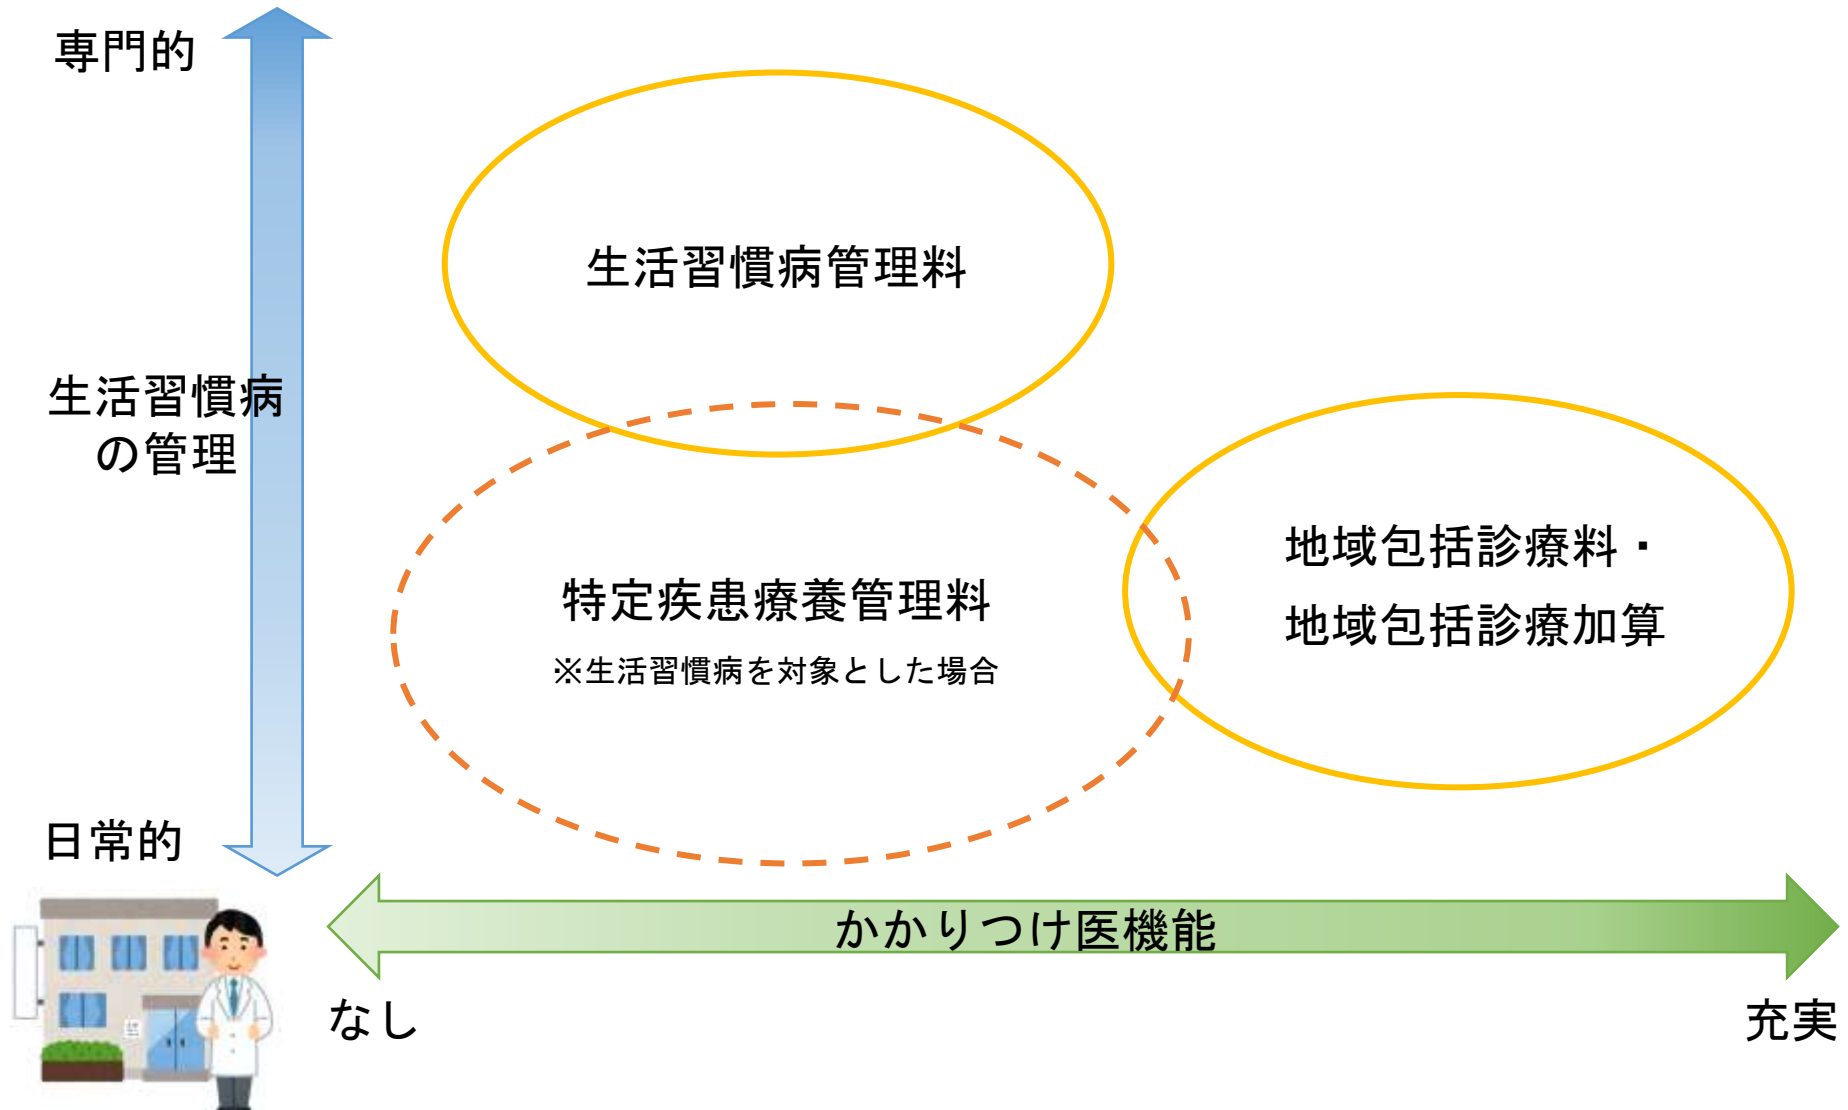 専門的
生活習慣病管理料
生活習慣病
の管理
地域包括診療料・
地域包括診療加算
特定疾患療養管理料
※生活習慣病を対象とした場合
日常的
かかりつけ医機能
なし
充実